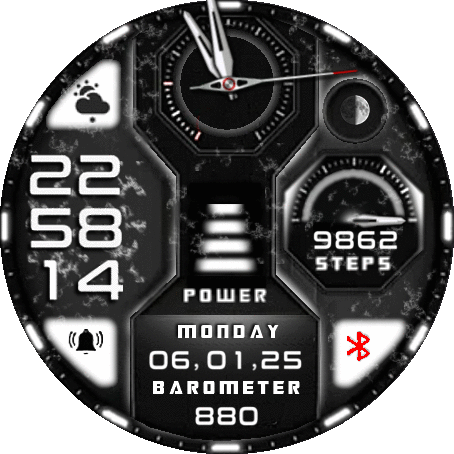 22
58
14
9862
STEPS
POWER
MONDAY
06,01,25
BAROMETER
880